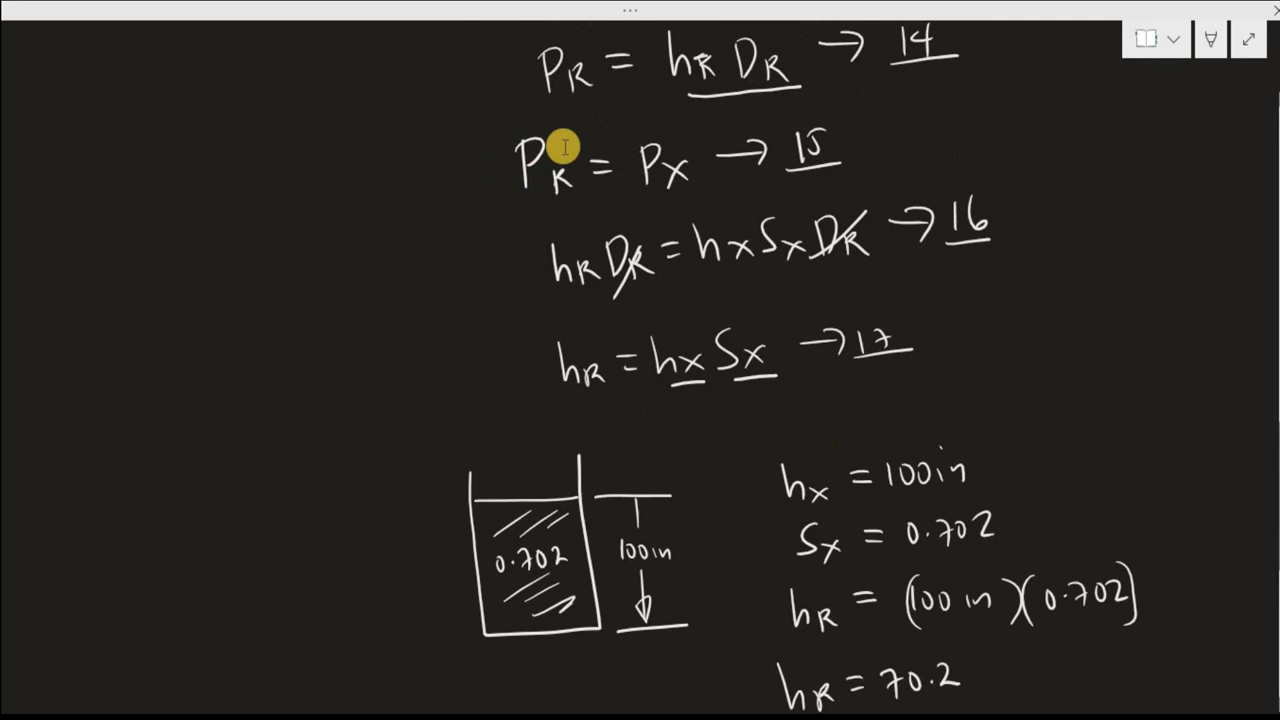 PR = hR DR → 14
PR = PX → 15
hR DR = hX SX DR → 16
hR = hX SX → 17
0.702
100in
hX = 100in
SX = 0.702
hR = (100 in)(0.702)
hR = 70.2